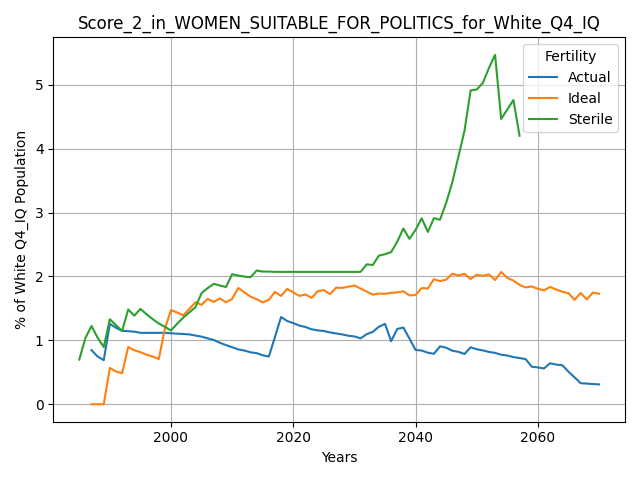 Score_2_in_WOMEN_SUITABLE_FOR_POLITICS_for_White_Q4_IQ
Fertility
Actual
Ideal
Sterile
% of White Q4_IQ Population
5
4
3
2
1
0
2000 2020 2040 2060
Years